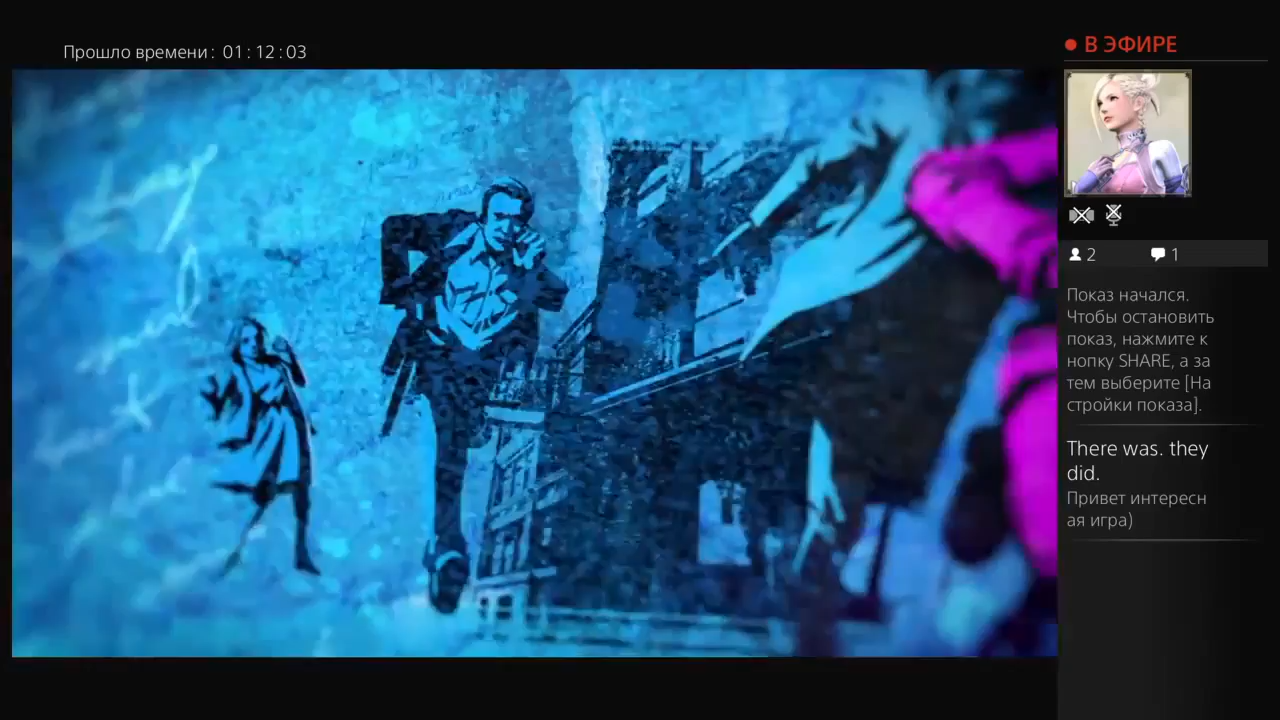 Прошло времени: 01:12:03
В ЭФИРЕ
2
1
Показ начался.
Чтобы остановить
показ, нажмите к
нопку SHARE, а за
тем выберите [На
стройки показа].
There was. they
did.
Привет интересн
ая игра)